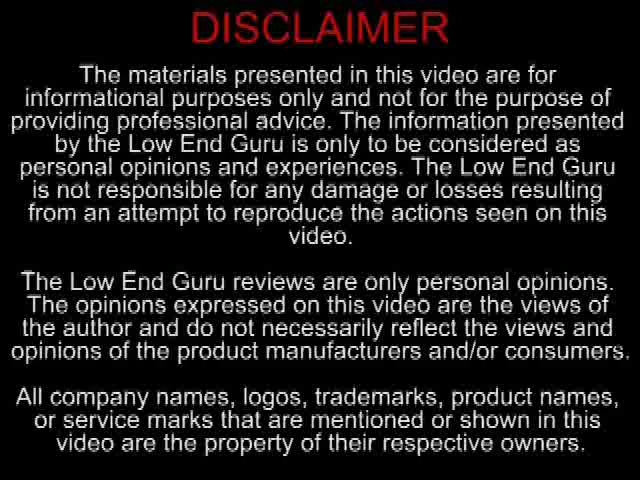 DISCLAIMER
The materials presented in this video are for
informational purposes only and not for the purpose of
providing professional advice. The information presented
by the Low End Guru is only to be considered as
personal opinions and experiences. The Low End Guru
is not responsible for any damage or losses resulting
from an attempt to reproduce the actions seen on this
video.
The Low End Guru reviews are only personal opinions.
The opinions expressed on this video are the views of
the author and do not necessarily reflect the views and
opinions of the product manufacturers and/or consumers.
All company names, logos, trademarks, product names,
or service marks that are mentioned or shown in this
video are the property of their respective owners.